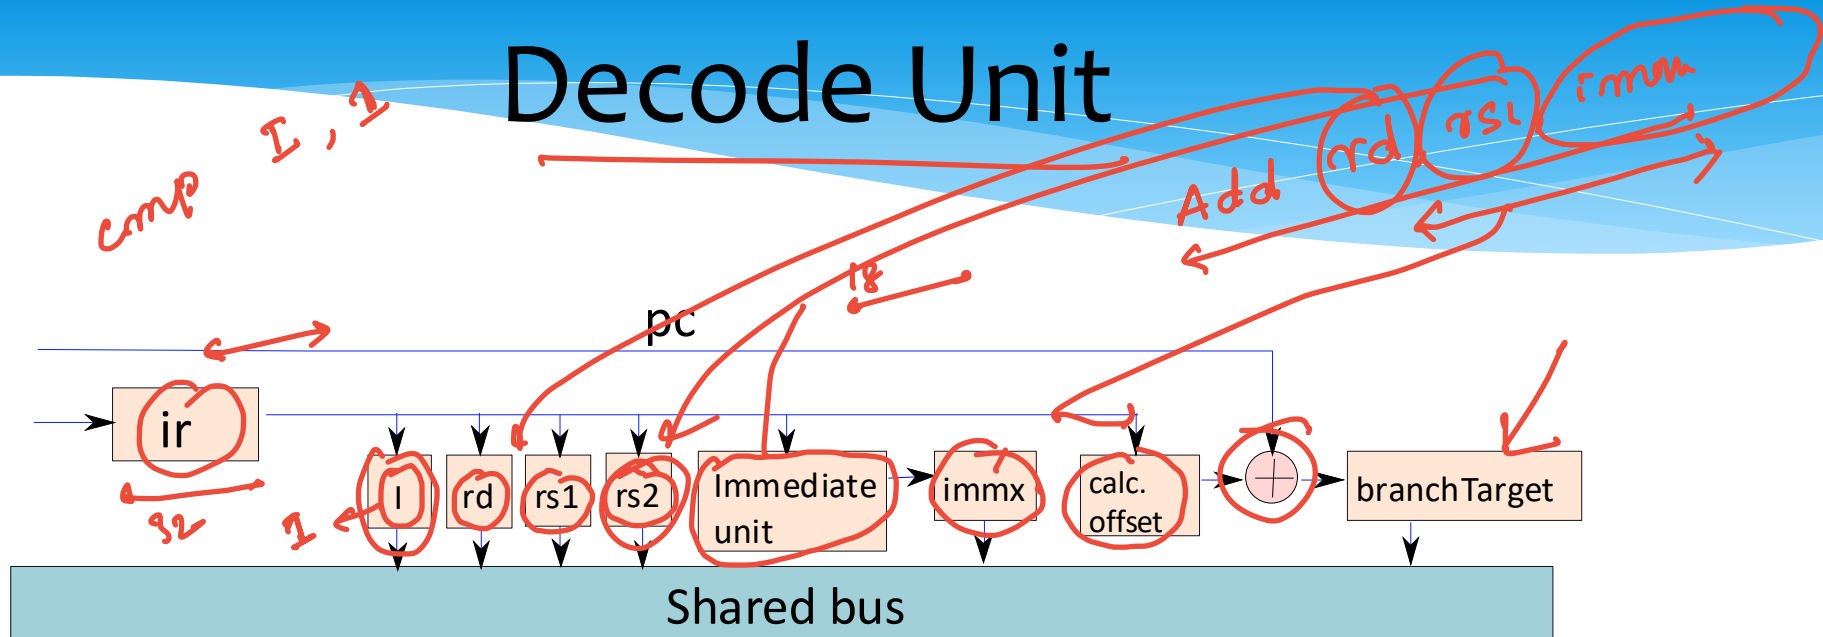 Decode Unit
I, 1
cmp
Add rd rs1 imm
18
pc
ir
32
1
I
rd
rs1
rs2
Immediate
unit
immx
calc.
offset
branchTarget
Shared bus